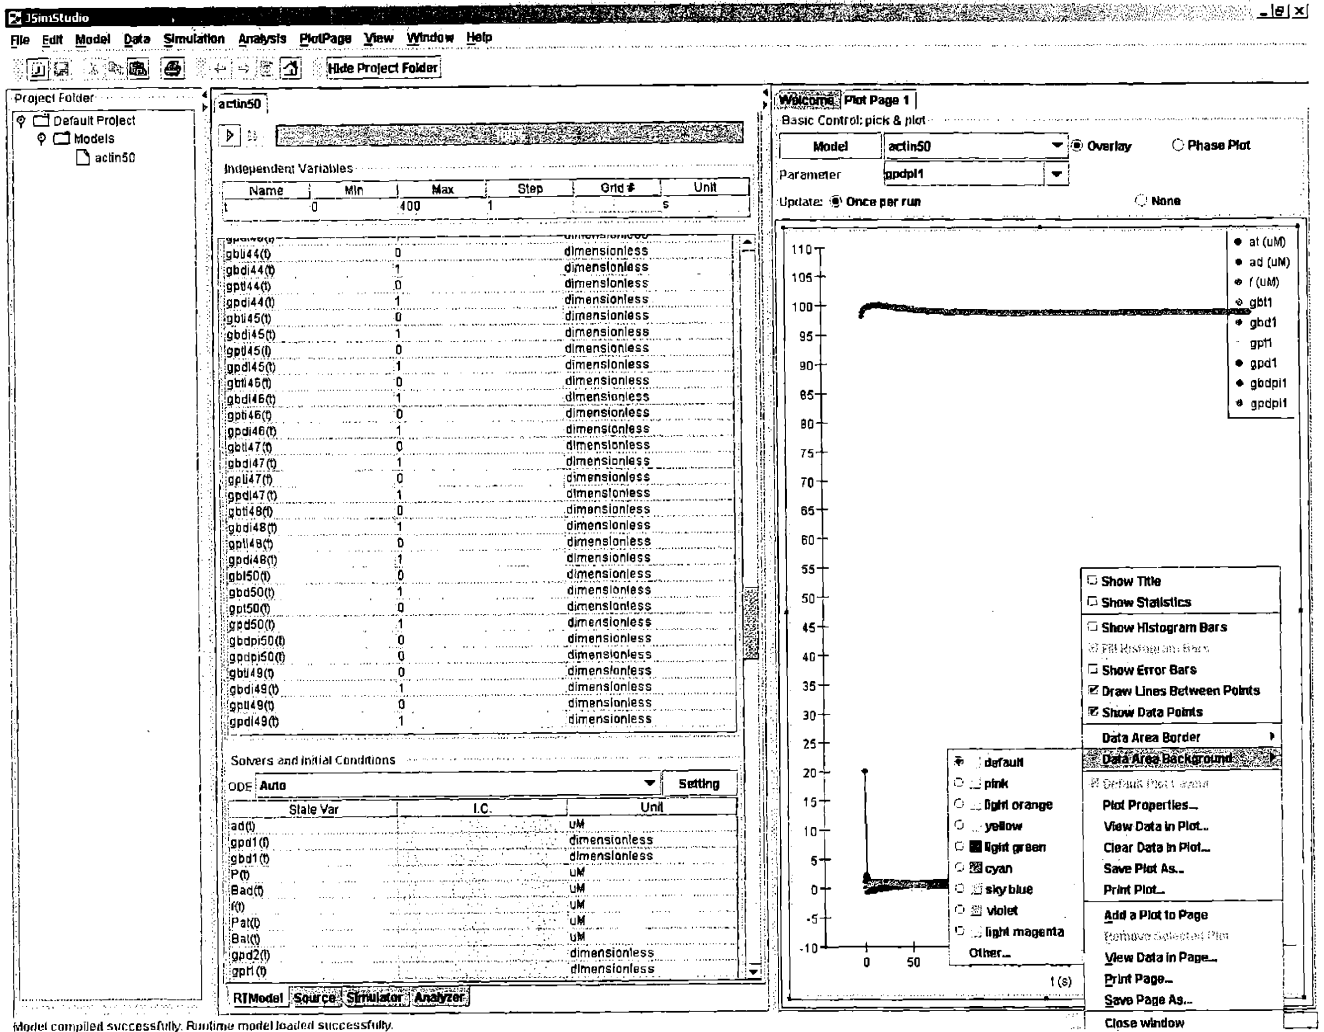 JSimStudio
File Edit Model Data Simulation Analysis PlotPage View Window Help
Hide Project Folder
Project Folder
Default Project
Models
actin50
actin50
Independent Variables
Name Min Max Step Grid # Unit
t 0 400 1 s
gbti44(t) 0 dimensionless
gbdi44(t) 1 dimensionless
gpti44(t) 0 dimensionless
gpdi44(t) 1 dimensionless
gbti45(t) 0 dimensionless
gbdi45(t) 1 dimensionless
gpti45(t) 0 dimensionless
gpdi45(t) 1 dimensionless
gbti46(t) 0 dimensionless
gbdi46(t) 1 dimensionless
gpti46(t) 0 dimensionless
gpdi46(t) 1 dimensionless
gbti47(t) 0 dimensionless
gbdi47(t) 1 dimensionless
gpti47(t) 0 dimensionless
gpdi47(t) 1 dimensionless
gbti48(t) 0 dimensionless
gbdi48(t) 1 dimensionless
gpti48(t) 0 dimensionless
gpdi48(t) 1 dimensionless
gbt50(t) 0 dimensionless
gbd50(t) 1 dimensionless
gpt50(t) 0 dimensionless
gpd50(t) 1 dimensionless
gbdpi50(t) 0 dimensionless
gpdpi50(t) 0 dimensionless
gbti49(t) 0 dimensionless
gbdi49(t) 1 dimensionless
gpti49(t) 0 dimensionless
gpdi49(t) 1 dimensionless
Solvers and Initial Conditions
ODE Auto Setting
State Var I.C. Unit
ad(t) uM
gpd1(t) dimensionless
gbd1(t) dimensionless
P(t) uM
Bad(t) uM
f(t) uM
Pat(t) uM
Bat(t) uM
gpd2(t) dimensionless
gpt1(t) dimensionless
RTModel Source Simulator Analyzer
Model compiled successfully. Runtime model loaded successfully.
Welcome Plot Page 1
Basic Control: pick & plot
Model actin50 Overlay Phase Plot
Parameter gpdpi1
Update: Once per run None
at (uM)
ad (uM)
f (uM)
gbt1
gbd1
gpt1
gpd1
gbdpi1
gpdpi1
110
105
100
95
90
85
80
75
70
65
60
55
50
45
40
35
30
25
20
15
10
5
0
-5
-10
0 50
t (s)
Show Title
Show Statistics
Show Histogram Bars
Fill Histogram Bars
Show Error Bars
Draw Lines Between Points
Show Data Points
Data Area Border
Data Area Background
Default Plot Layout
Plot Properties...
View Data in Plot...
Clear Data in Plot...
Save Plot As...
Print Plot...
Add a Plot to Page
Remove Selected Plot
View Data in Page...
Print Page...
Save Page As...
Close window
default
pink
light orange
yellow
light green
cyan
sky blue
violet
light magenta
Other...